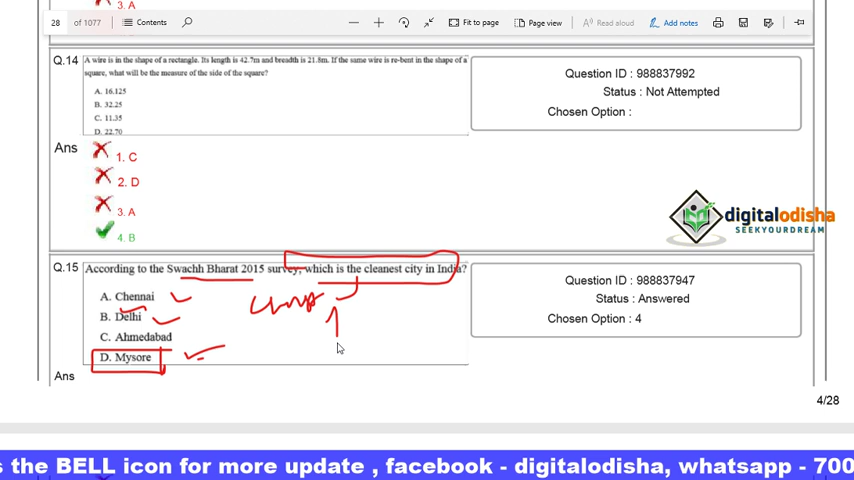 3. A
28 of 1077
Contents
Fit to page
Page view
Read aloud
Add notes
Q.14
A wire is in the shape of a rectangle. Its length is 42.7m and breadth is 21.8m. If the same wire is re-bent in the shape of a
square, what will be the measure of the side of the square?
A. 16.125
B. 32.25
C. 11.35
D. 22.70
Question ID : 988837992
Status : Not Attempted
Chosen Option :
Ans
1. C
2. D
3. A
4. B
digitalodisha
SEEKYOURDREAM
Q.15
According to the Swachh Bharat 2015 survey, which is the cleanest city in India?
A. Chennai
B. Delhi
C. Ahmedabad
D. Mysore
Question ID : 988837947
Status : Answered
Chosen Option : 4
Ans
4/28
s the BELL icon for more update , facebook - digitalodisha, whatsapp - 700